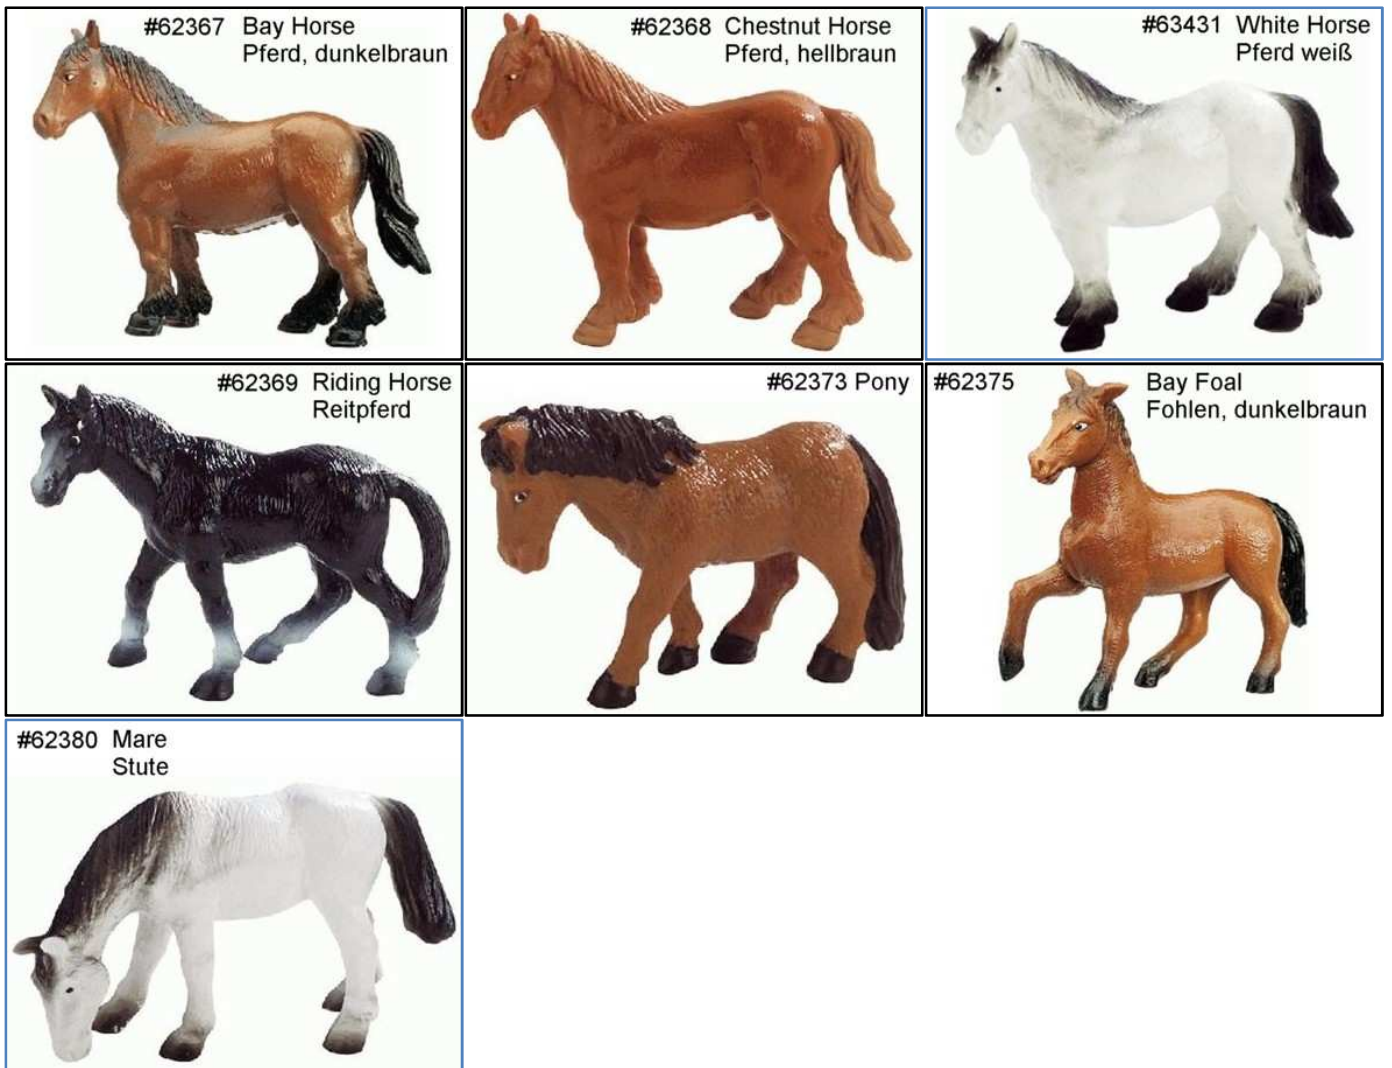 #62367 Bay Horse
Pferd, dunkelbraun
#62368 Chestnut Horse
Pferd, hellbraun
#63431 White Horse
Pferd weiß
#62369 Riding Horse
Reitpferd
#62373 Pony
#62375 Bay Foal
Fohlen, dunkelbraun
#62380 Mare
Stute